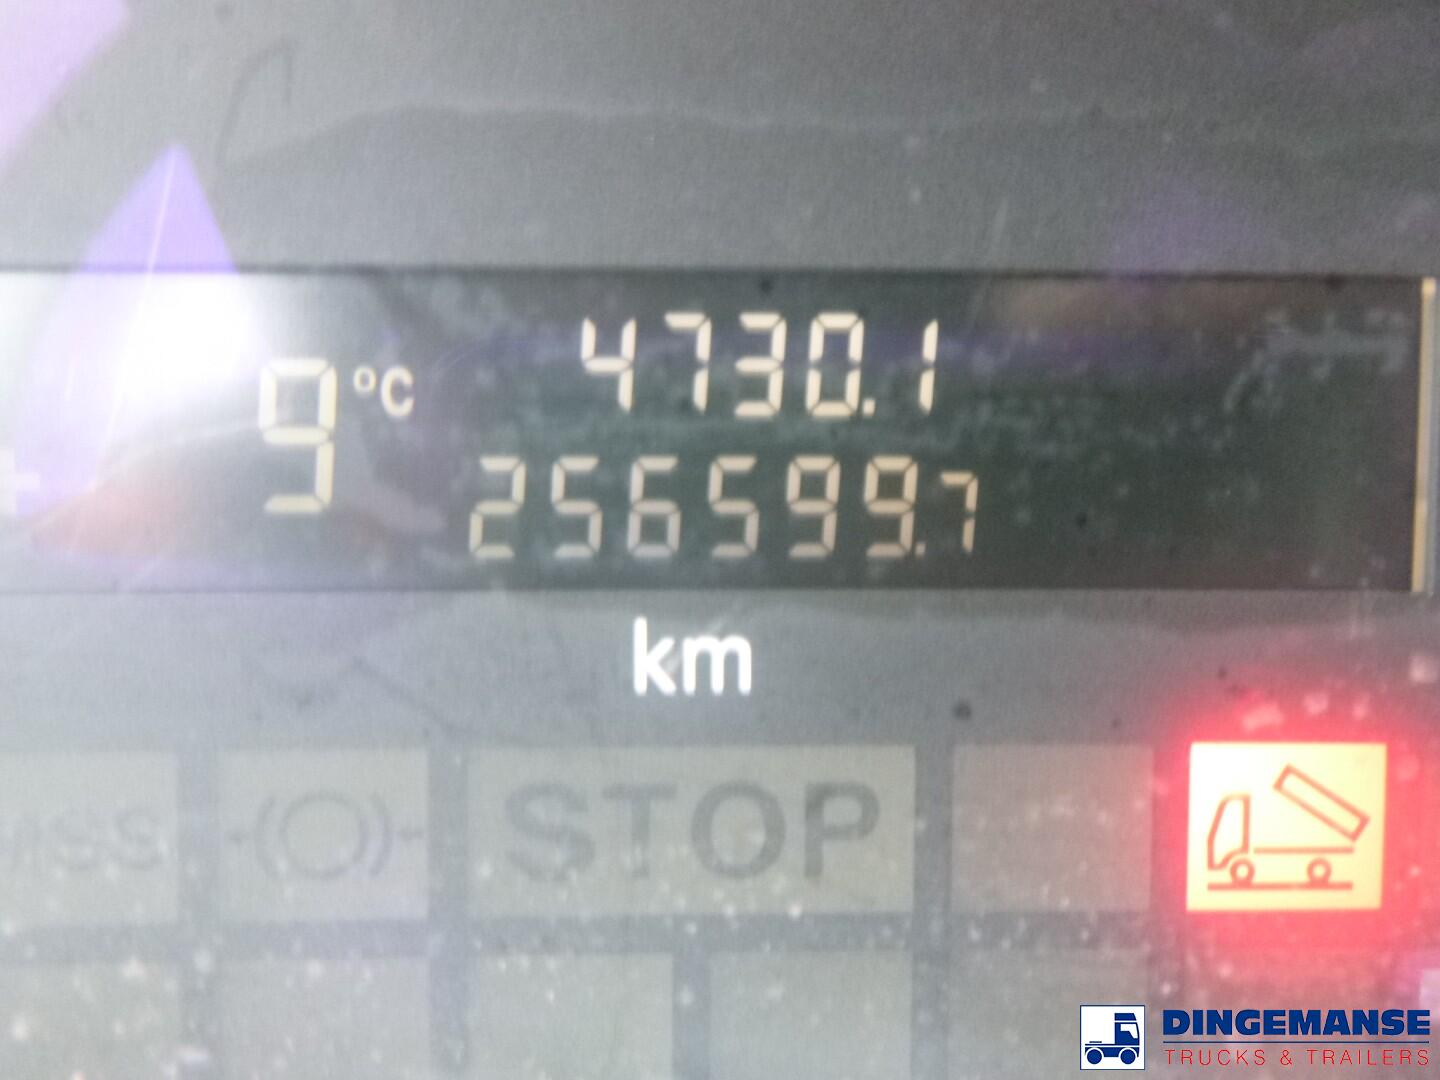 4730.1
9 °C
256599.7
km
STOP
DINGEMANSE
TRUCKS & TRAILERS